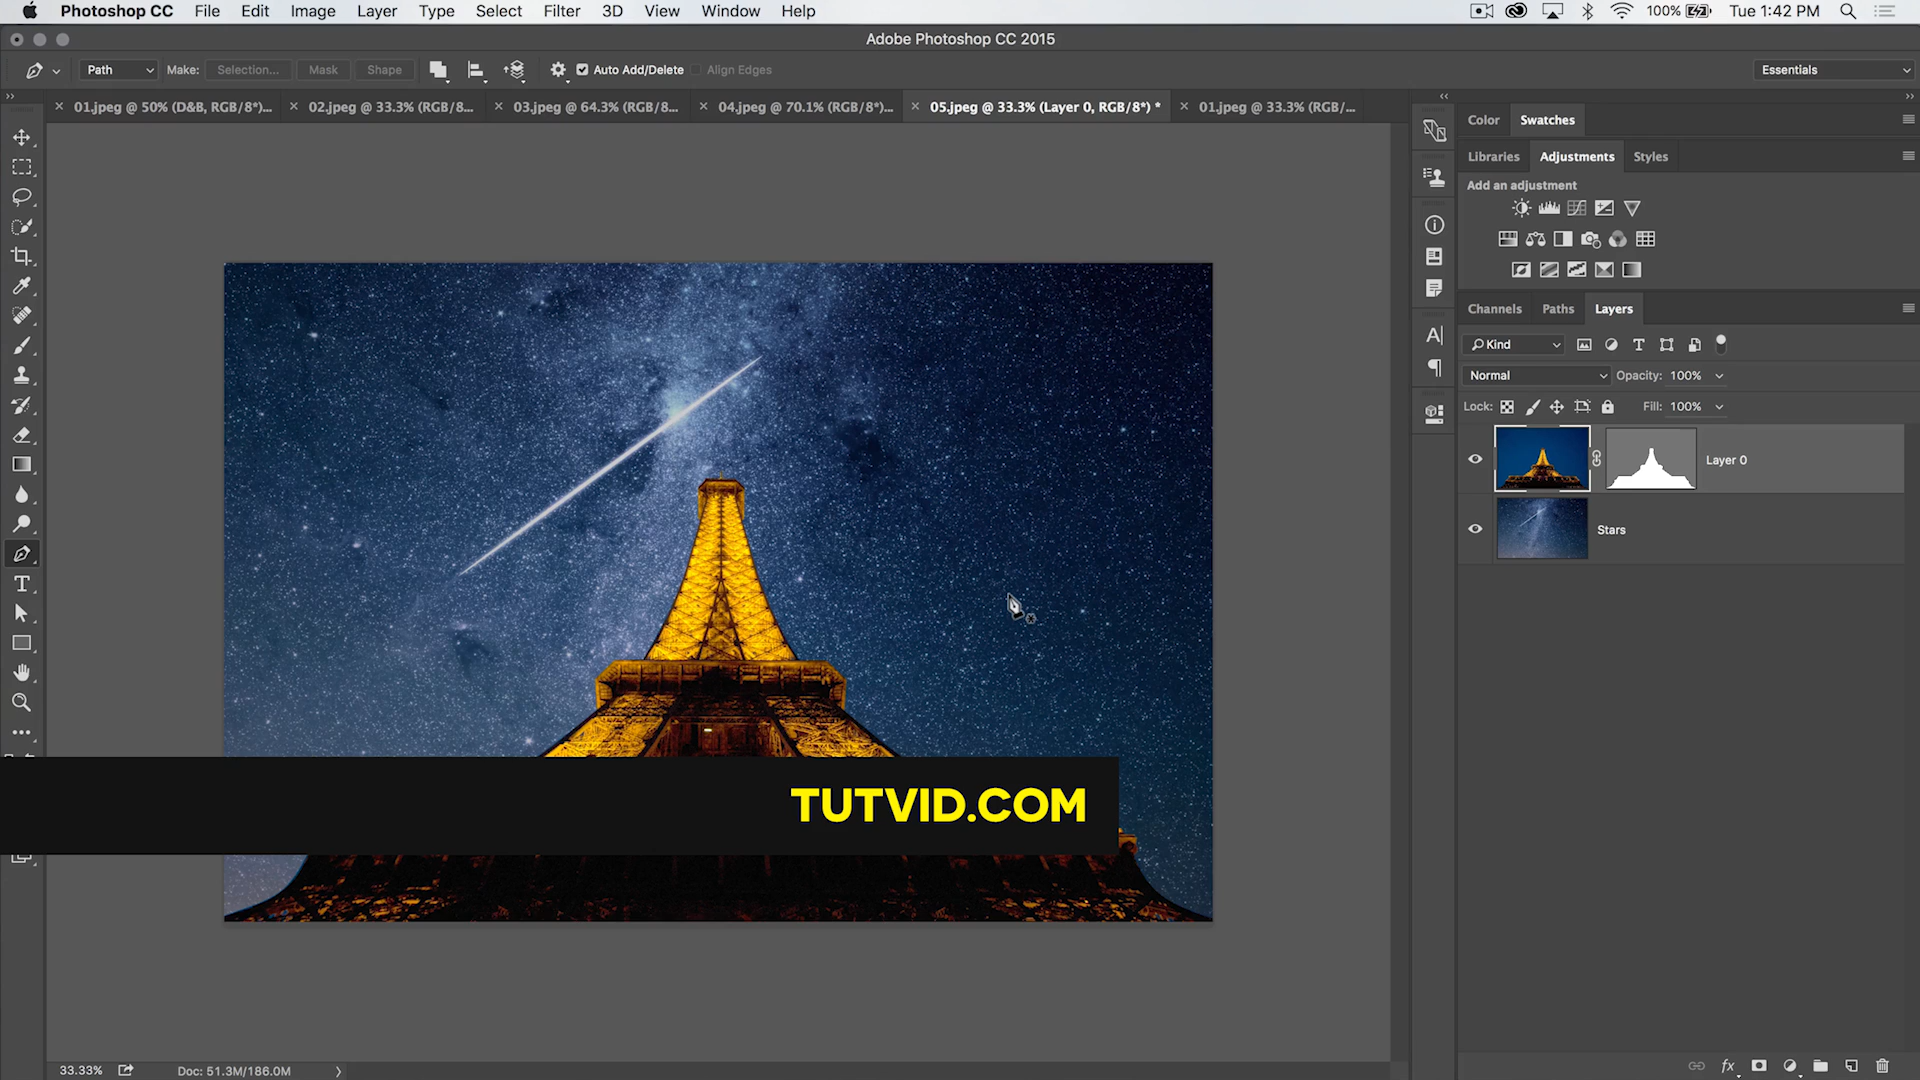 Photoshop CC File Edit Image Layer Type Select Filter 3D View Window Help 100% Tue 1:42 PM
Adobe Photoshop CC 2015
Path Make: Selection... Mask Shape Auto Add/Delete Align Edges Essentials
01.jpeg @ 50% (D&B, RGB/8*)... 02.jpeg @ 33.3% (RGB/8... 03.jpeg @ 64.3% (RGB/8... 04.jpeg @ 70.1% (RGB/8*)... 05.jpeg @ 33.3% (Layer 0, RGB/8*) * 01.jpeg @ 33.3% (RGB/...
Color Swatches
Libraries Adjustments Styles
Add an adjustment
Channels Paths Layers
Kind
Normal Opacity: 100%
Lock: Fill: 100%
Layer 0
Stars
TUTVID.COM
33.33% Doc: 51.3M/186.0M